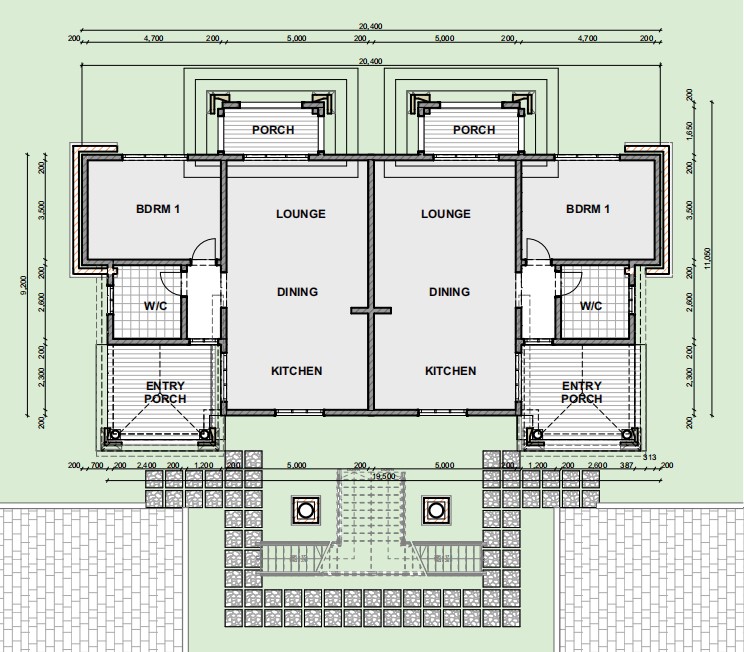 20,400
200 4,700 200 5,000 200 5,000 200 4,700 200
20,400
PORCH PORCH
200 200
1,650
200 200
BDRM 1 LOUNGE LOUNGE BDRM 1
3,500 3,500
200 200
9,200 11,050
DINING DINING
W/C W/C
2,600 2,600
200 200
KITCHEN KITCHEN
2,300 2,300
ENTRY ENTRY
PORCH PORCH
200 200
313
200 700 200 2,400 200 1,200 200 5,000 200 5,000 200 1,200 200 2,600 387 200
19,500